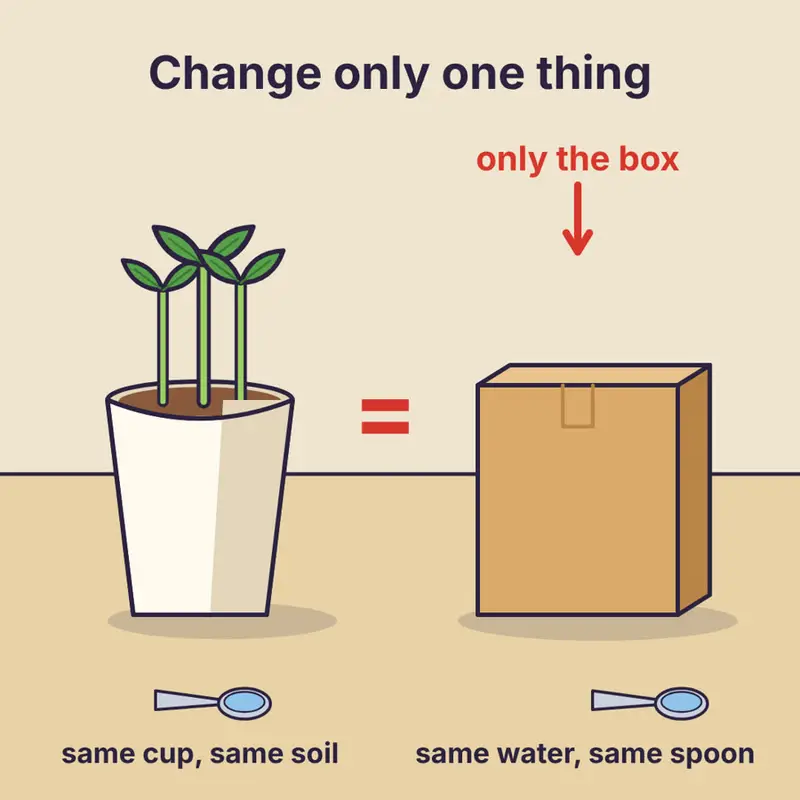 Change only one thing
only the box
=
same cup, same soil
same water, same spoon